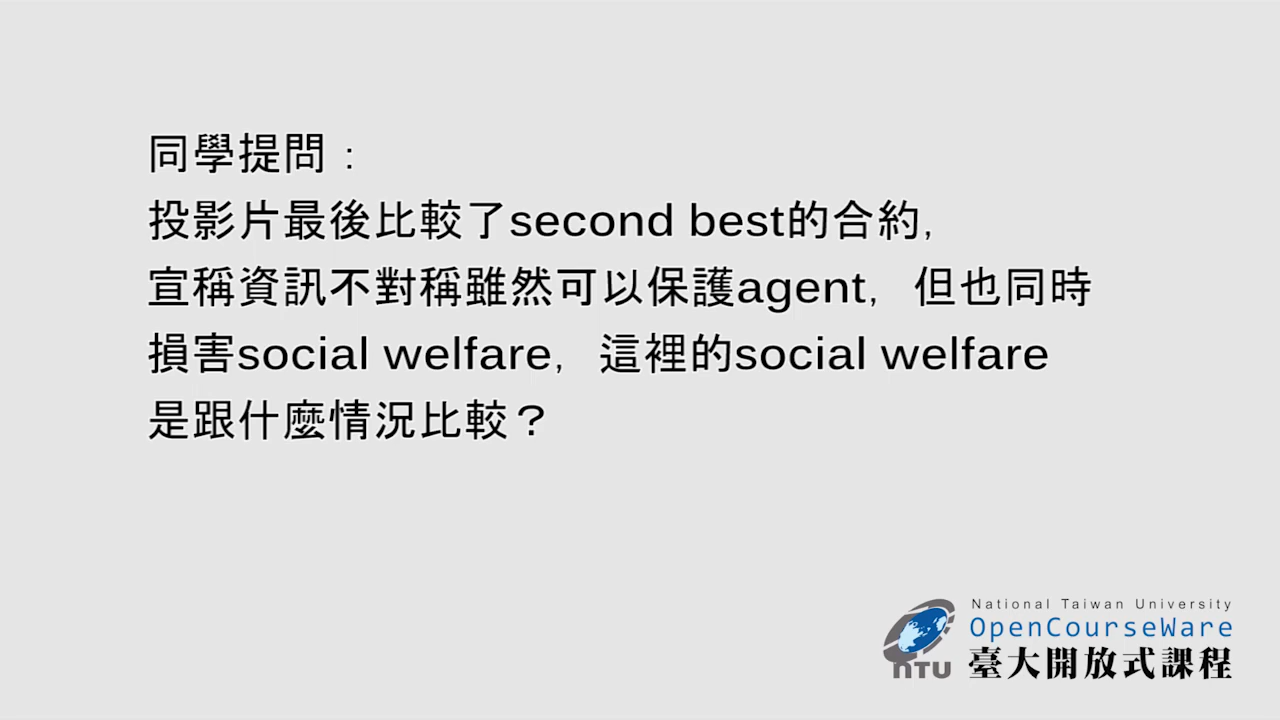 同學提問：
投影片最後比較了second best的合約，
宣稱資訊不對稱雖然可以保護agent，但也同時
損害social welfare，這裡的social welfare
是跟什麼情況比較？
National Taiwan University
OpenCourseWare
臺大開放式課程
NTU